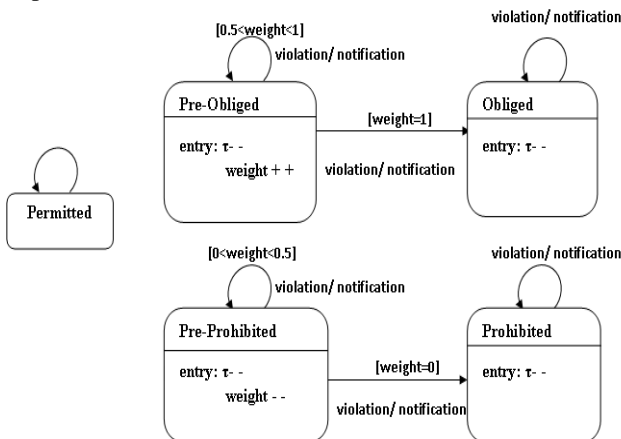 violation/ notification
[0.5<weight<1]
violation/ notification
Pre-Obliged
Obliged
[weight=1]
entry: τ- -
weight + +
entry: τ- -
violation/ notification
Permitted
[0<weight<0.5]
violation/ notification
violation/ notification
Pre-Prohibited
Prohibited
[weight=0]
entry: τ- -
weight - -
entry: τ- -
violation/ notification